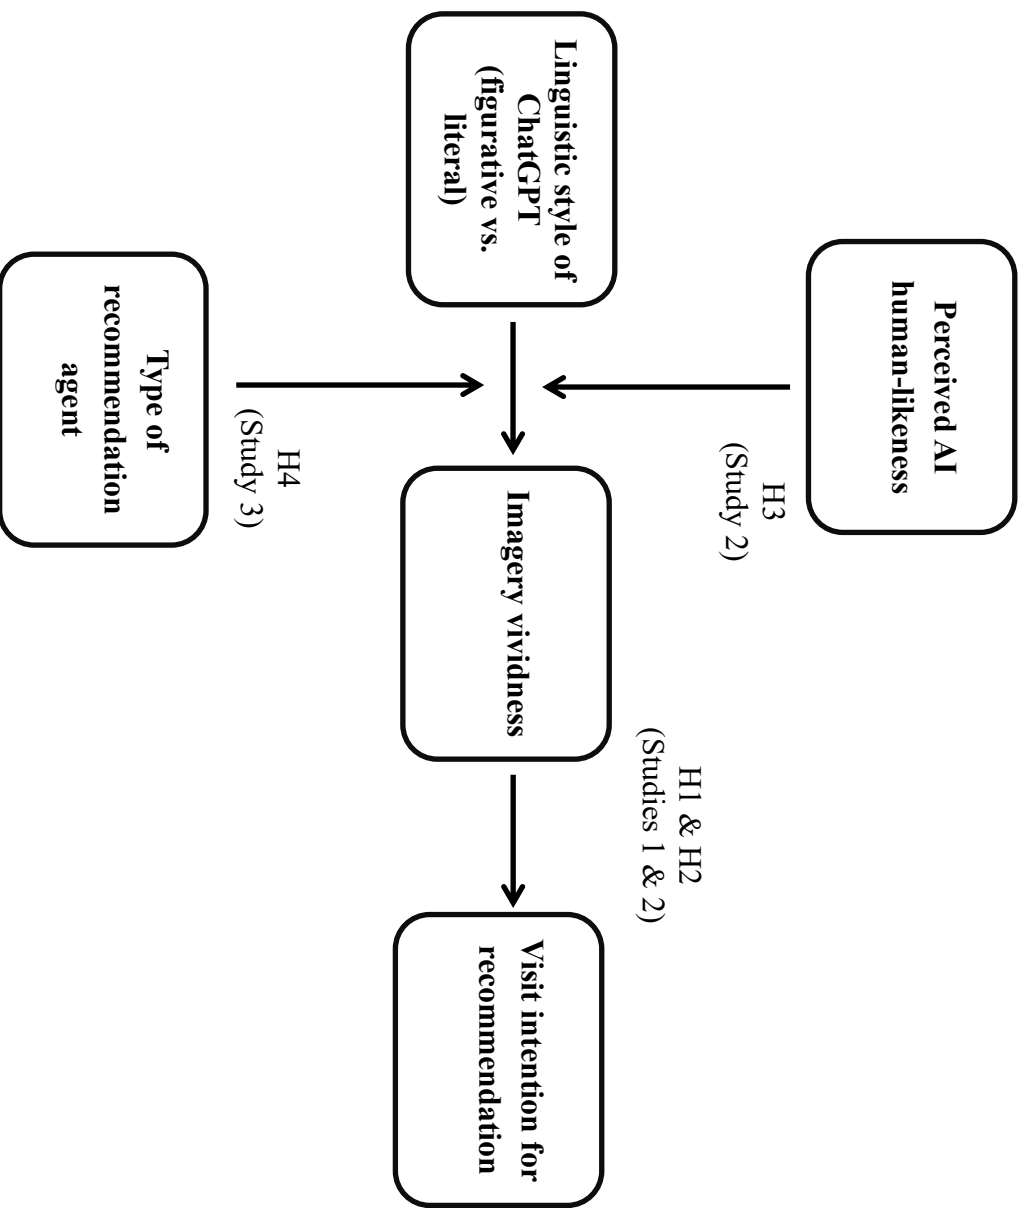 Perceived AI
human-likeness
H3
(Study 2)
H1 & H2
(Studies 1 & 2)
Linguistic style of
ChatGPT
(figurative vs.
literal)
Imagery vividness
Visit intention for
recommendation
H4
(Study 3)
Type of
recommendation
agent